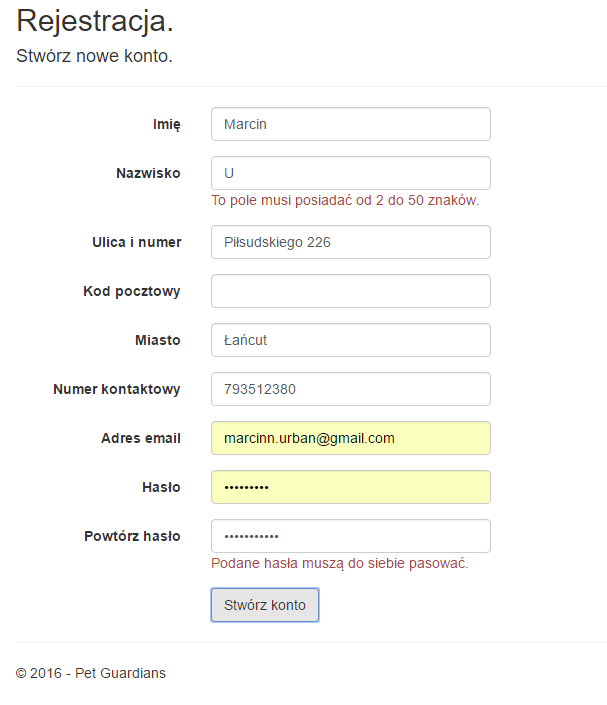 Rejestracja.
Stwórz nowe konto.
Imię Marcin
Nazwisko U
To pole musi posiadać od 2 do 50 znaków.
Ulica i numer Piłsudskiego 226
Kod pocztowy
Miasto Łańcut
Numer kontaktowy 793512380
Adres email marcinn.urban@gmail.com
Hasło •••••••••
Powtórz hasło •••••••••••
Podane hasła muszą do siebie pasować.
Stwórz konto
© 2016 - Pet Guardians